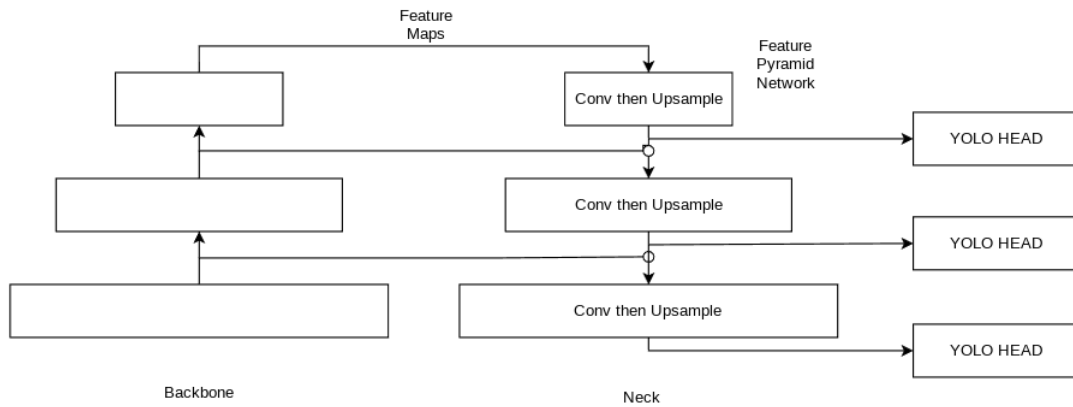 Feature
Maps
Feature
Pyramid
Network
Conv then Upsample
YOLO HEAD
Conv then Upsample
YOLO HEAD
Conv then Upsample
YOLO HEAD
Backbone
Neck